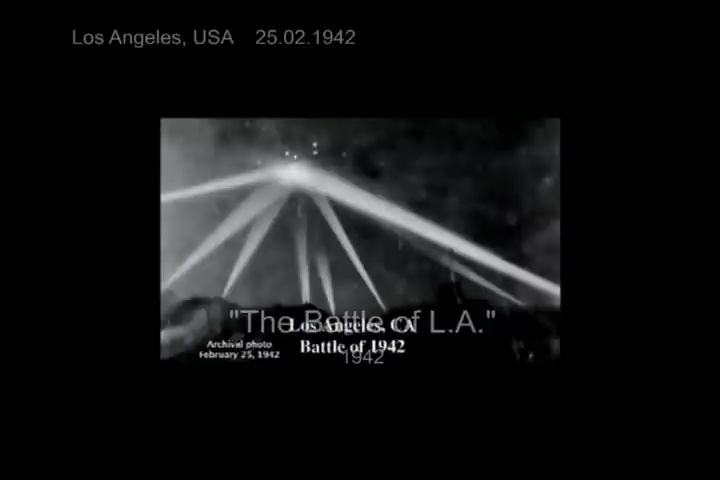 Los Angeles, USA 25.02.1942
"The Battle of L.A."
Los Angeles, CA
Archival photo
Battle of 1942
February 25, 1942
1942